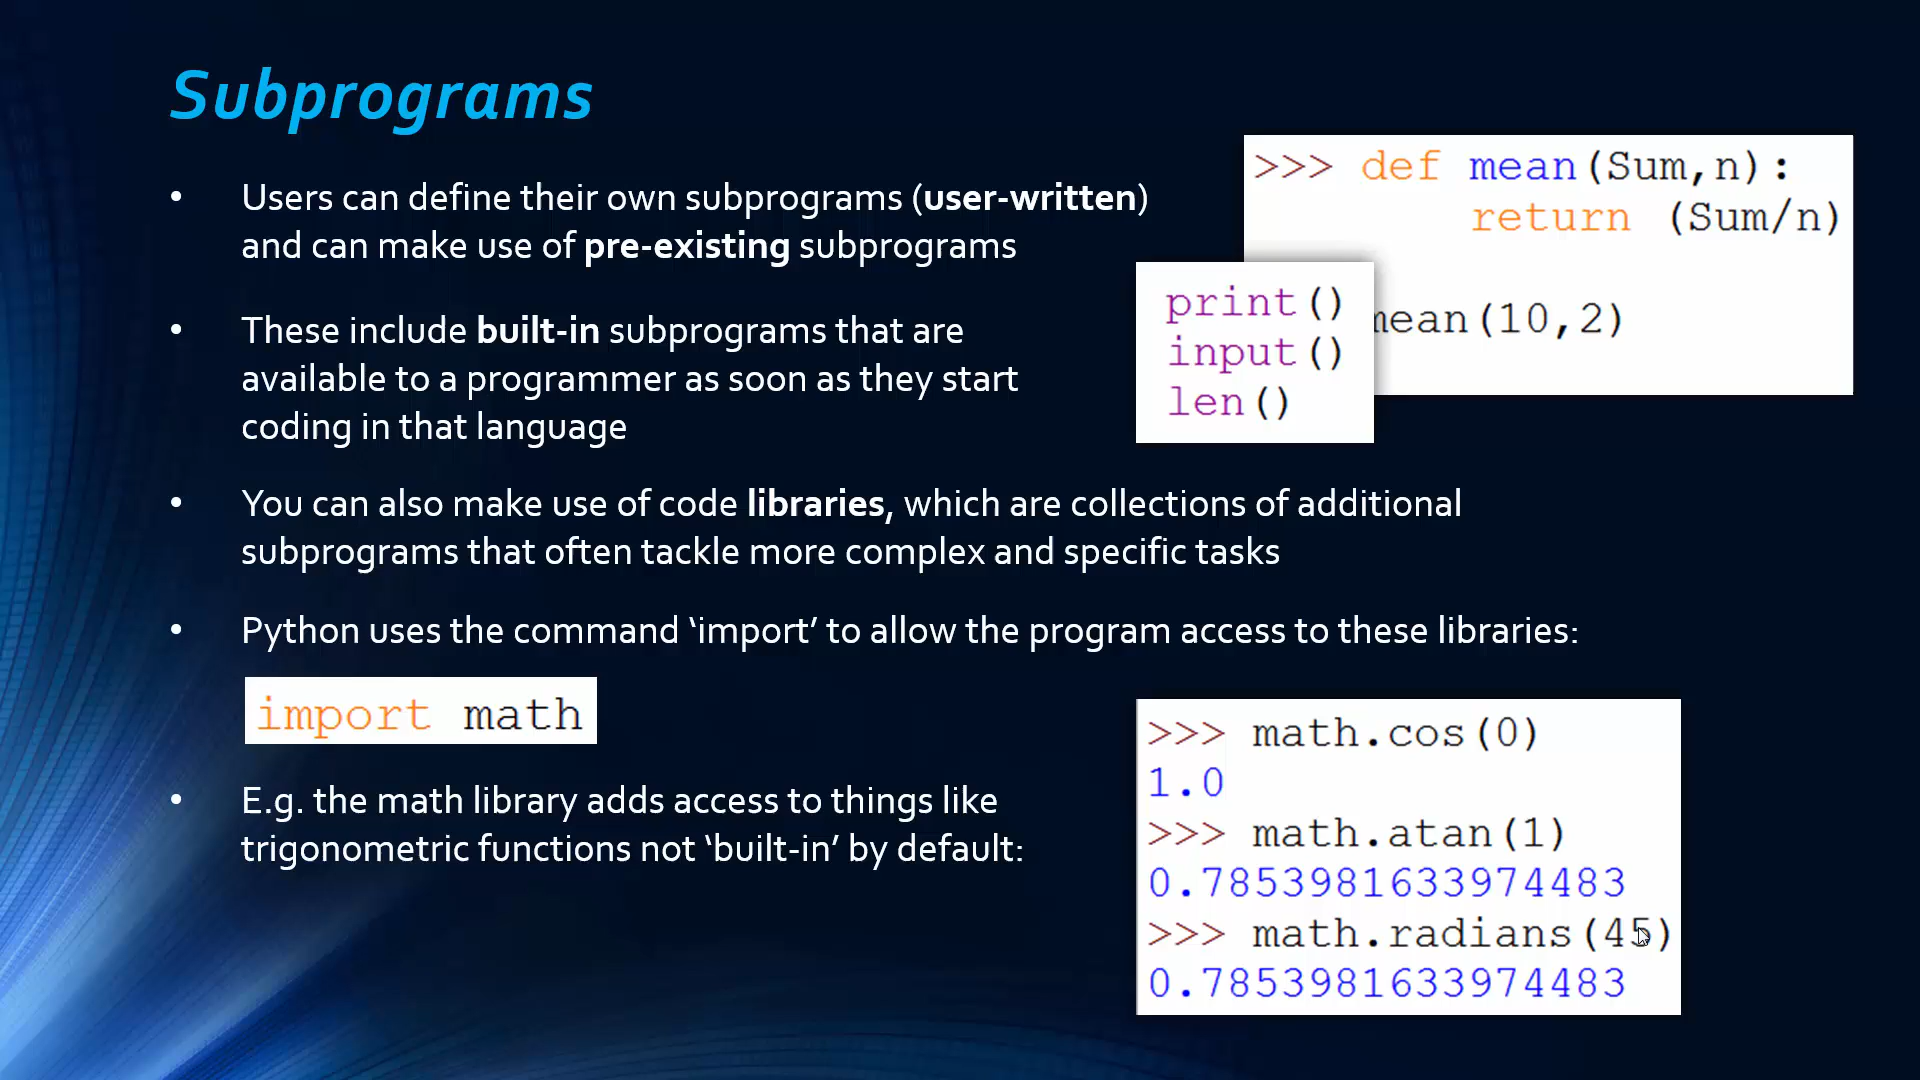 Subprograms
• Users can define their own subprograms (user-written)
and can make use of pre-existing subprograms
• These include built-in subprograms that are
available to a programmer as soon as they start
coding in that language
>>> def mean(Sum,n):
return (Sum/n)
mean(10,2)
print()
input()
len()
• You can also make use of code libraries, which are collections of additional
subprograms that often tackle more complex and specific tasks
• Python uses the command ‘import’ to allow the program access to these libraries:
import math
• E.g. the math library adds access to things like
trigonometric functions not ‘built-in’ by default:
>>> math.cos(0)
1.0
>>> math.atan(1)
0.7853981633974483
>>> math.radians(45)
0.7853981633974483